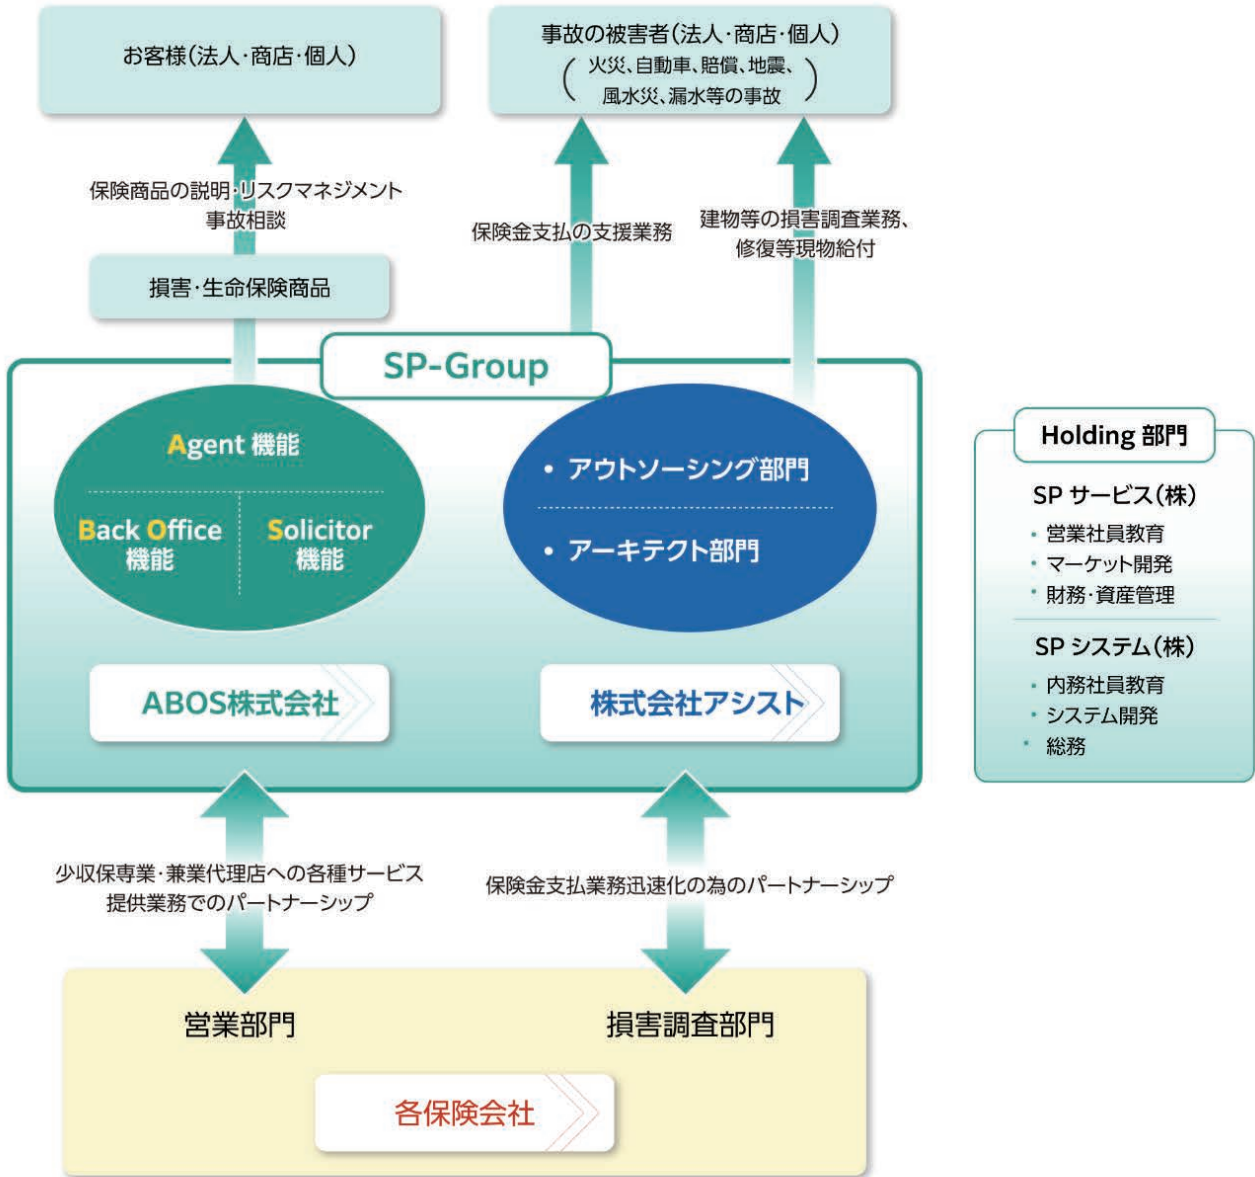 お客様(法人・商店・個人)
事故の被害者(法人・商店・個人)
(火災、自動車、賠償、地震、
風水災、漏水等の事故)
保険商品の説明・リスクマネジメント
事故相談
保険金支払の支援業務
建物等の損害調査業務、
修復等現物給付
損害・生命保険商品
SP-Group
Agent 機能
Back Office
機能
Solicitor
機能
・アウトソーシング部門
・アーキテクト部門
ABOS株式会社
株式会社アシスト
Holding 部門
SP サービス(株)
・営業社員教育
・マーケット開発
・財務・資産管理
SP システム(株)
・内務社員教育
・システム開発
・総務
少収保専業・兼業代理店への各種サービス
提供業務でのパートナーシップ
保険金支払業務迅速化の為のパートナーシップ
営業部門
損害調査部門
各保険会社